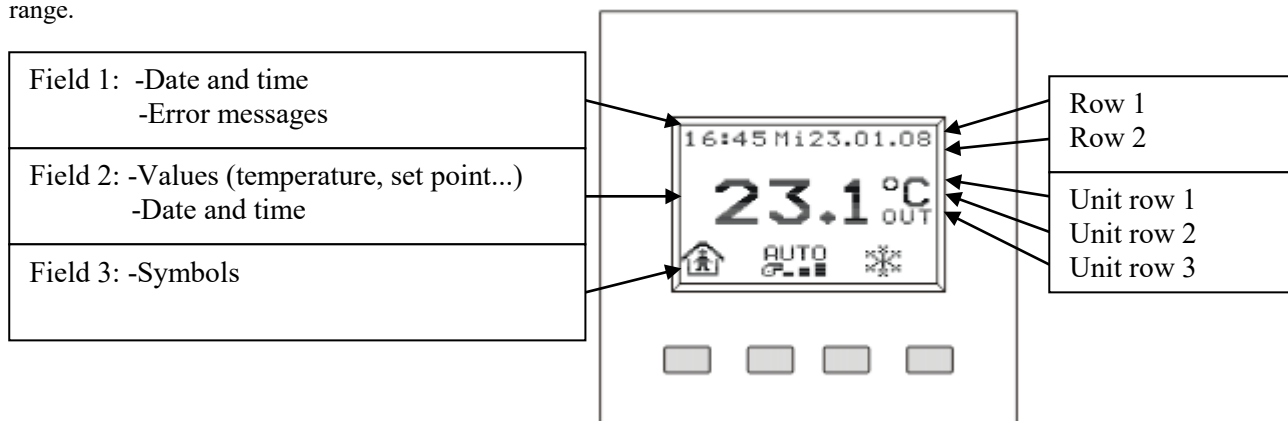 range.
Field 1: -Date and time
-Error messages
Field 2: -Values (temperature, set point...)
-Date and time
Field 3: -Symbols
16:45 Mi23.01.08
23.1 °C
OUT
AUTO
Row 1
Row 2
Unit row 1
Unit row 2
Unit row 3